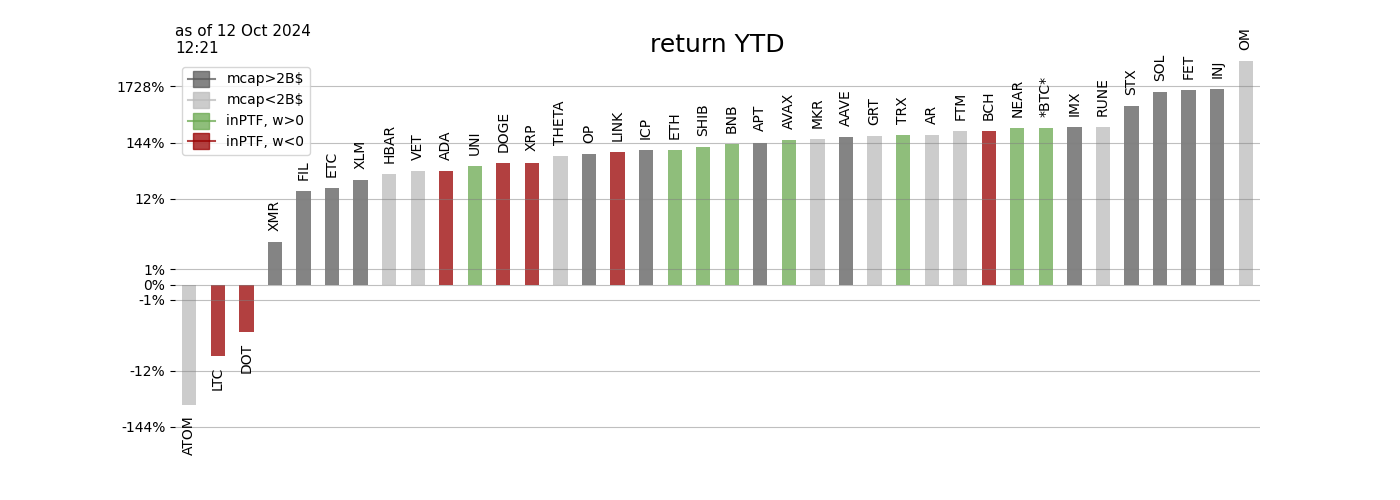 as of 12 Oct 2024
12:21
return YTD
mcap>2B$
mcap<2B$
inPTF, w>0
inPTF, w<0
1728%
144%
12%
1%
0%
-1%
-12%
-144%
ATOM
LTC
DOT
XMR
FIL
ETC
XLM
HBAR
VET
ADA
UNI
DOGE
XRP
THETA
OP
LINK
ICP
ETH
SHIB
BNB
APT
AVAX
MKR
AAVE
GRT
TRX
AR
FTM
BCH
NEAR
*BTC*
IMX
RUNE
STX
SOL
FET
INJ
OM